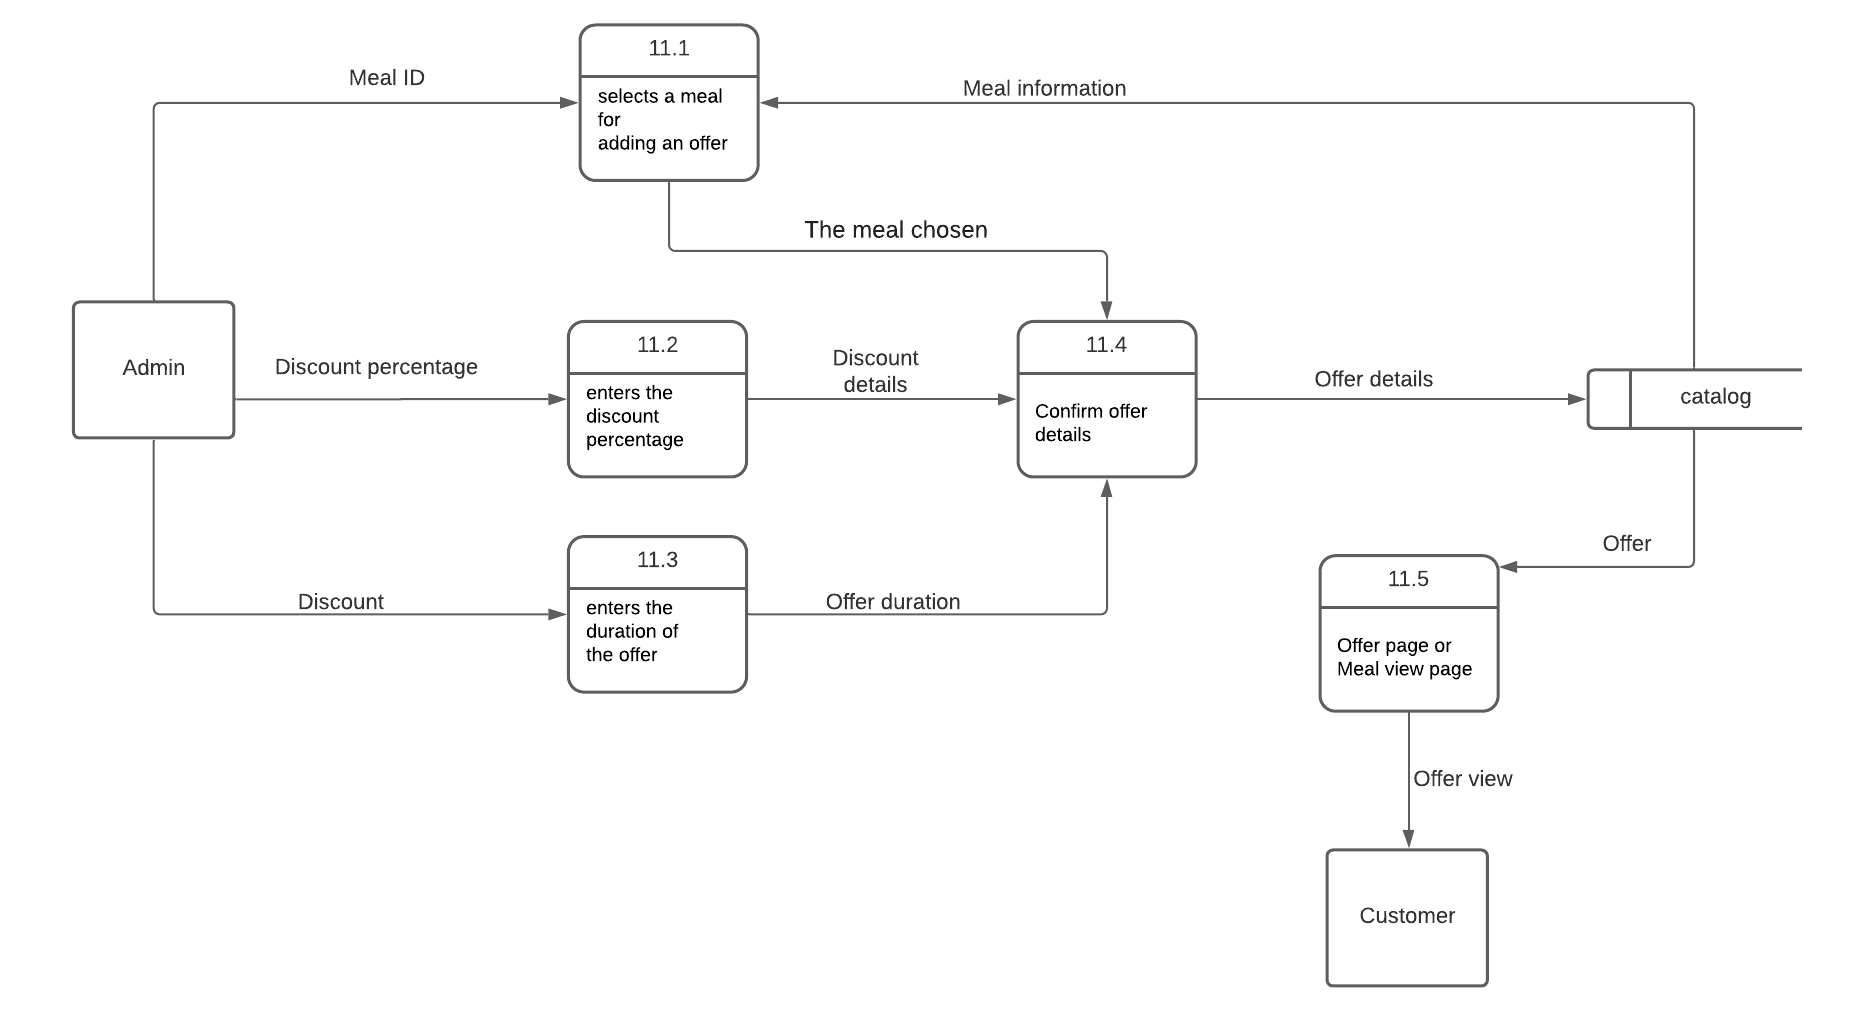 11.1
selects a meal
for
adding an offer
Meal ID
Meal information
The meal chosen
Admin
Discount percentage
11.2
enters the
discount
percentage
Discount
details
11.4
Confirm offer
details
Offer details
catalog
Discount
11.3
enters the
duration of
the offer
Offer duration
Offer
11.5
Offer page or
Meal view page
Offer view
Customer